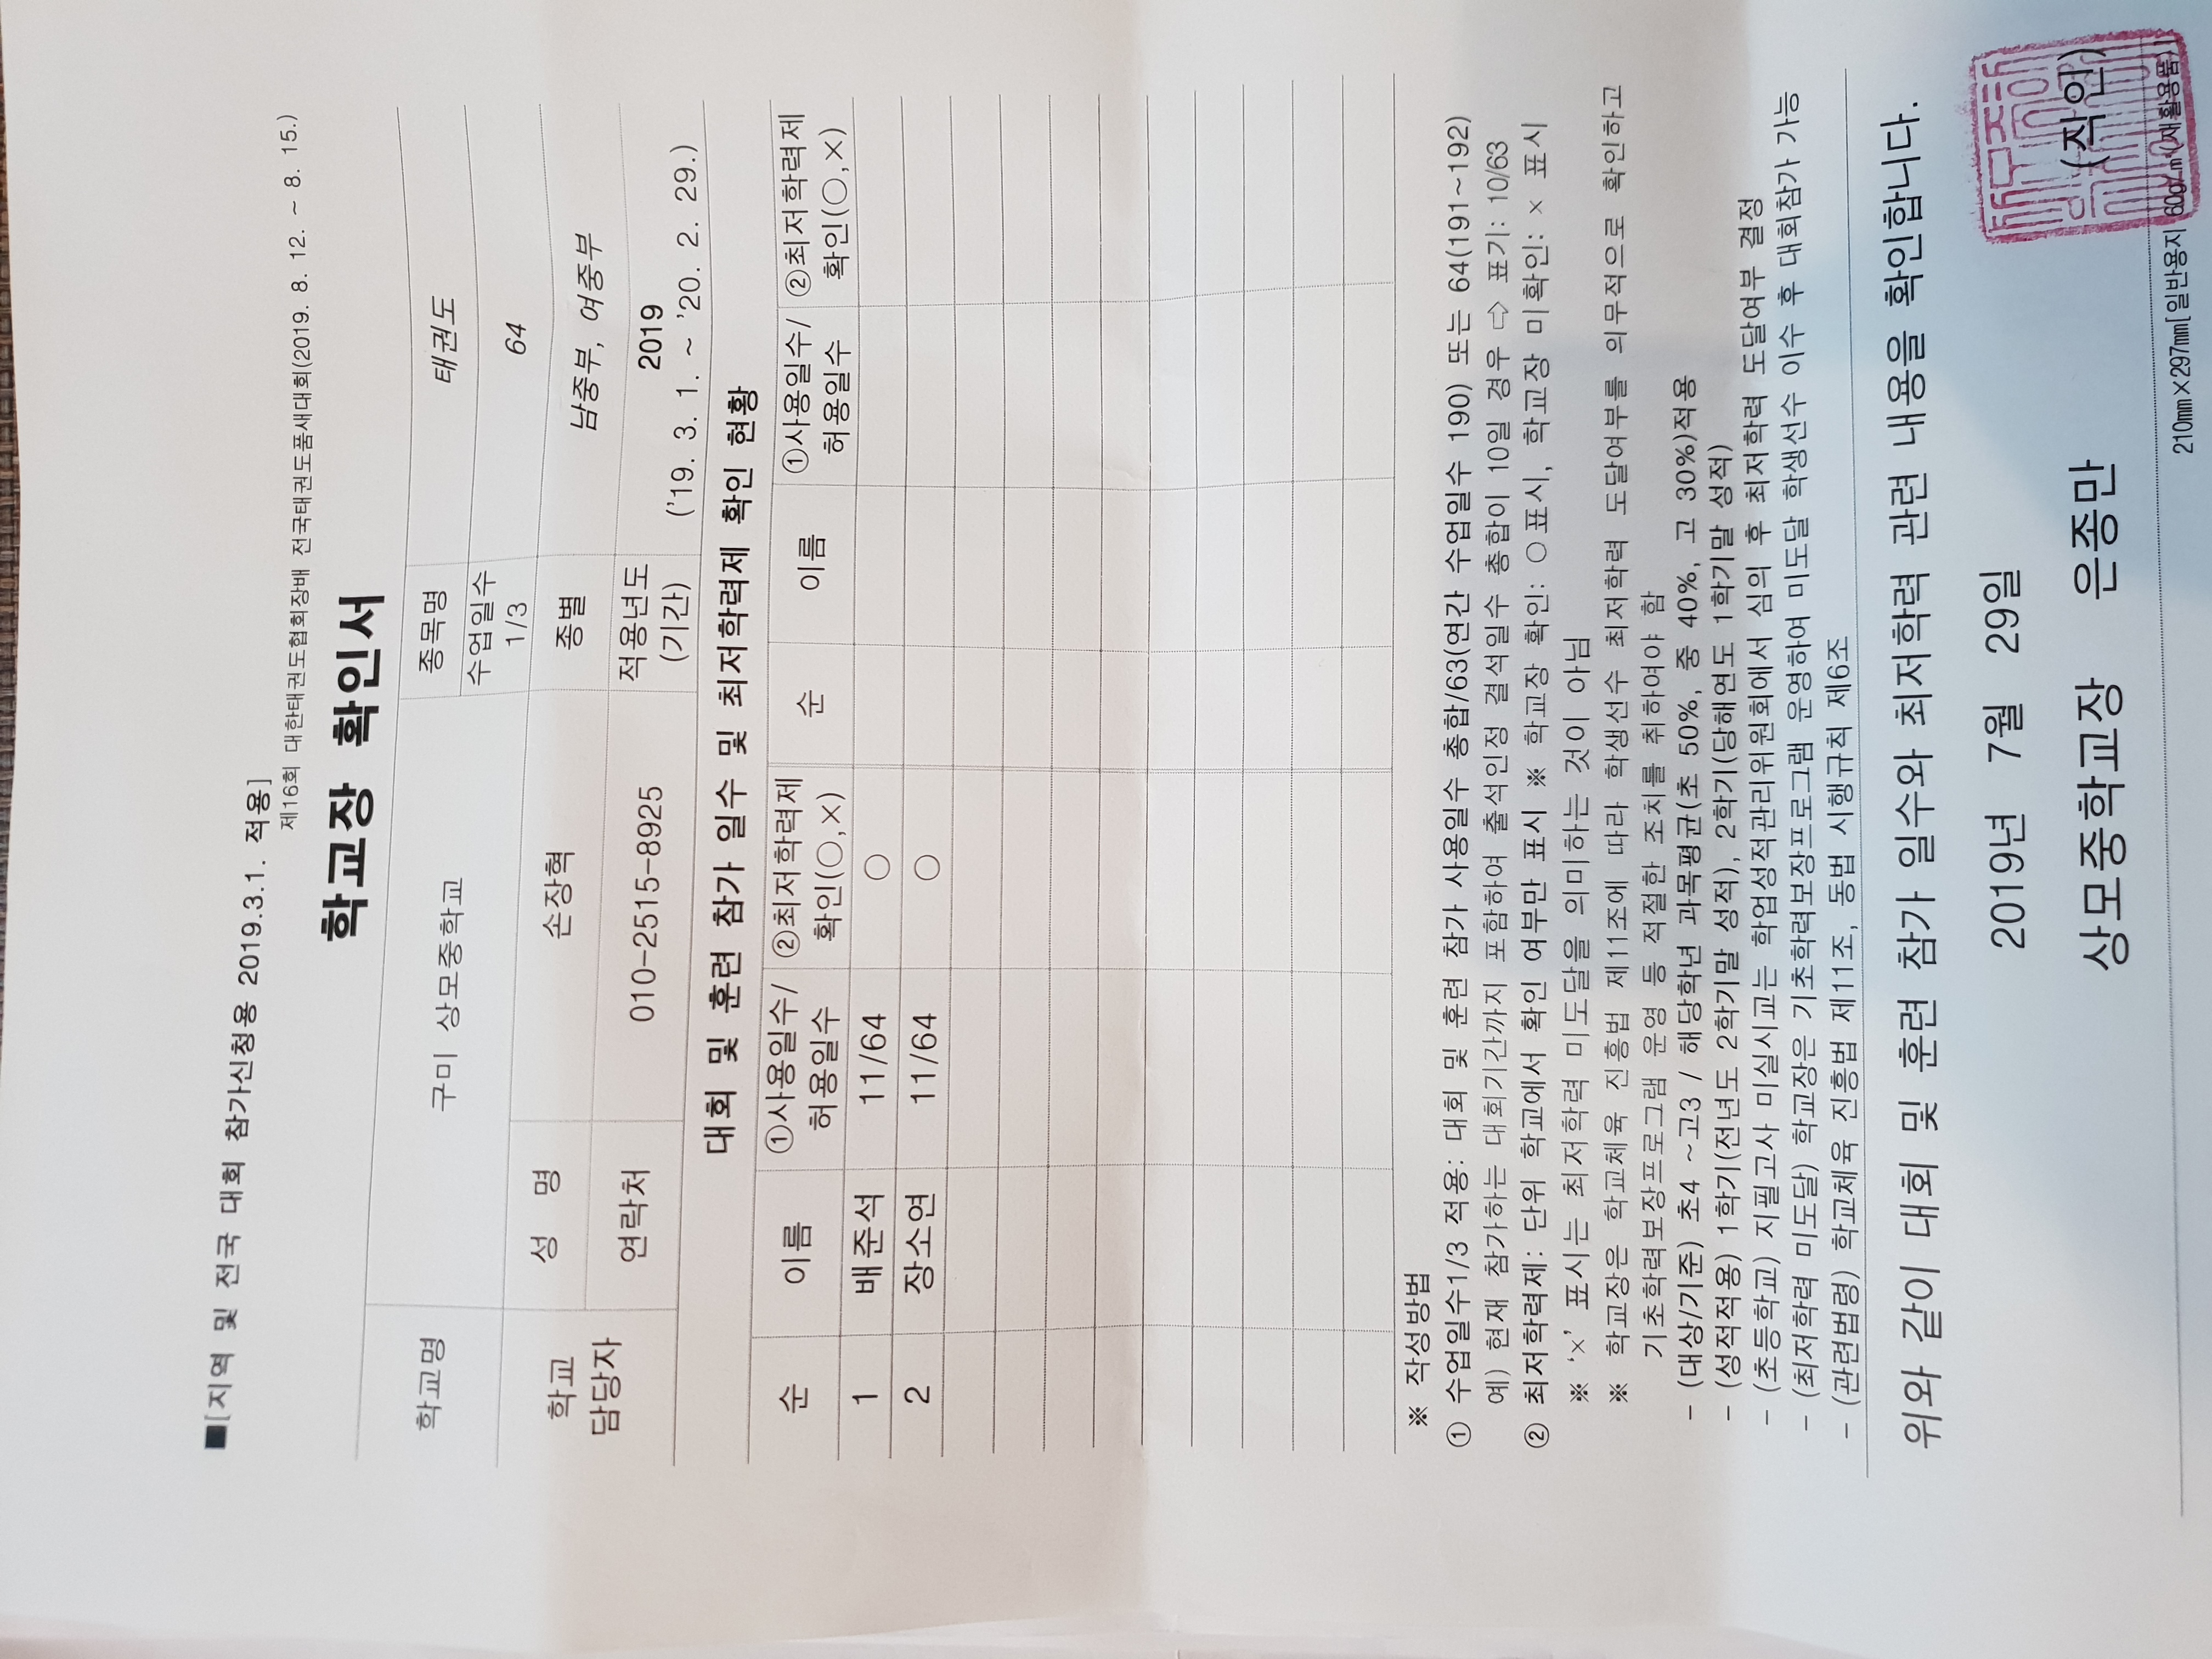 ■[지역 및 전국 대회 참가신청용 2019.3.1. 적용]
제16회 대한태권도협회장배 전국태권도품새대회(2019. 8. 12. ~ 8. 15.)
학교장 확인서
학교명 구미 상모중학교 종목명 태권도
수업일수 1/3 64
학교 담당자 성 명 손장혁 종별 남중부, 여중부
연락처 010-2515-8925 적용년도 (기간) 2019
('19. 3. 1. ~ '20. 2. 29.)
대회 및 훈련 참가 일수 및 최저학력제 확인 현황
순 이름 ①사용일수/허용일수 ②최저학력제 확인(○,×) 순 이름 ①사용일수/허용일수 ②최저학력제 확인(○,×)
1 배준석 11/64 ○
2 장소연 11/64 ○
※ 작성방법
① 수업일수1/3 적용: 대회 및 훈련 참가 사용일수 총합/63(연간 수업일수 190) 또는 64(191~192)
예) 현재 참가하는 대회기간까지 포함하여 출석인정 결석일수 총합이 10일 경우 ⇨ 표기: 10/63
② 최저학력제: 단위 학교에서 확인 여부만 표시 ※ 학교장 확인: ○표시, 학교장 미확인: × 표시
※ '×' 표시는 최저학력 미도달을 의미하는 것이 아님
※ 학교장은 학교체육 진흥법 제11조에 따라 학생선수 최저학력 도달여부를 의무적으로 확인하고
기초학력보장프로그램 운영 등 적절한 조치를 취하여야 함
- (대상/기준) 초4 ~고3 / 해당학년 과목평균(초 50%, 중 40%, 고 30%)적용
- (성적적용) 1학기(전년도 2학기말 성적), 2학기(당해연도 1학기말 성적)
- (초등학교) 지필고사 미실시교는 학업성적관리위원회에서 심의 후 최저학력 도달여부 결정
- (최저학력 미도달) 학교장은 기초학력보장프로그램 운영하여 미도달 학생선수 이수 후 대회참가 가능
- (관련법령) 학교체육 진흥법 제11조, 동법 시행규칙 제6조
위와 같이 대회 및 훈련 참가 일수와 최저학력 관련 내용을 확인합니다.
2019년 7월 29일
상모중학교장 은종만 (직인)
210㎜×297㎜[일반용지 60g/㎡(재활용품)]